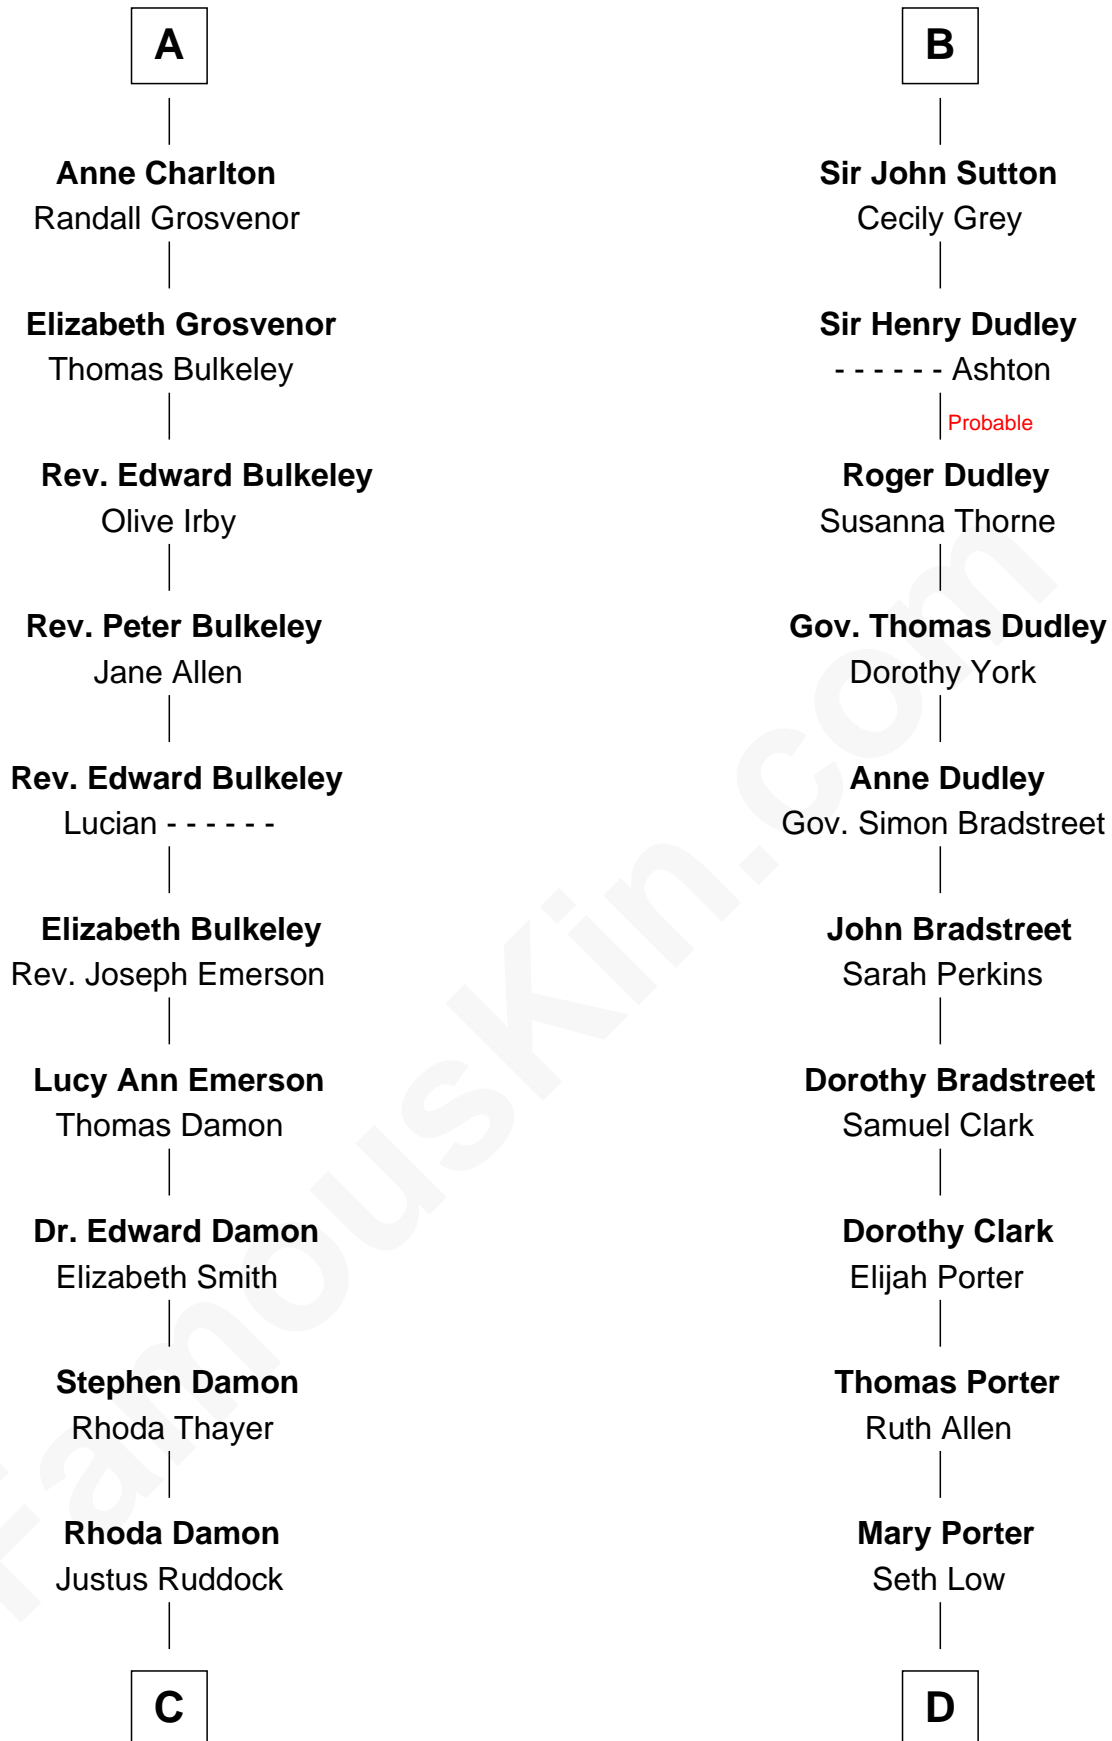 A
Anne Charlton
Randall Grosvenor
Elizabeth Grosvenor
Thomas Bulkeley
Rev. Edward Bulkeley
Olive Irby
Rev. Peter Bulkeley
Jane Allen
Rev. Edward Bulkeley
Lucian - - - - - -
Elizabeth Bulkeley
Rev. Joseph Emerson
Lucy Ann Emerson
Thomas Damon
Dr. Edward Damon
Elizabeth Smith
Stephen Damon
Rhoda Thayer
Rhoda Damon
Justus Ruddock
C
B
Sir John Sutton
Cecily Grey
Sir Henry Dudley
- - - - - - Ashton
Probable
Roger Dudley
Susanna Thorne
Gov. Thomas Dudley
Dorothy York
Anne Dudley
Gov. Simon Bradstreet
John Bradstreet
Sarah Perkins
Dorothy Bradstreet
Samuel Clark
Dorothy Clark
Elijah Porter
Thomas Porter
Ruth Allen
Mary Porter
Seth Low
D
FamousKin.com